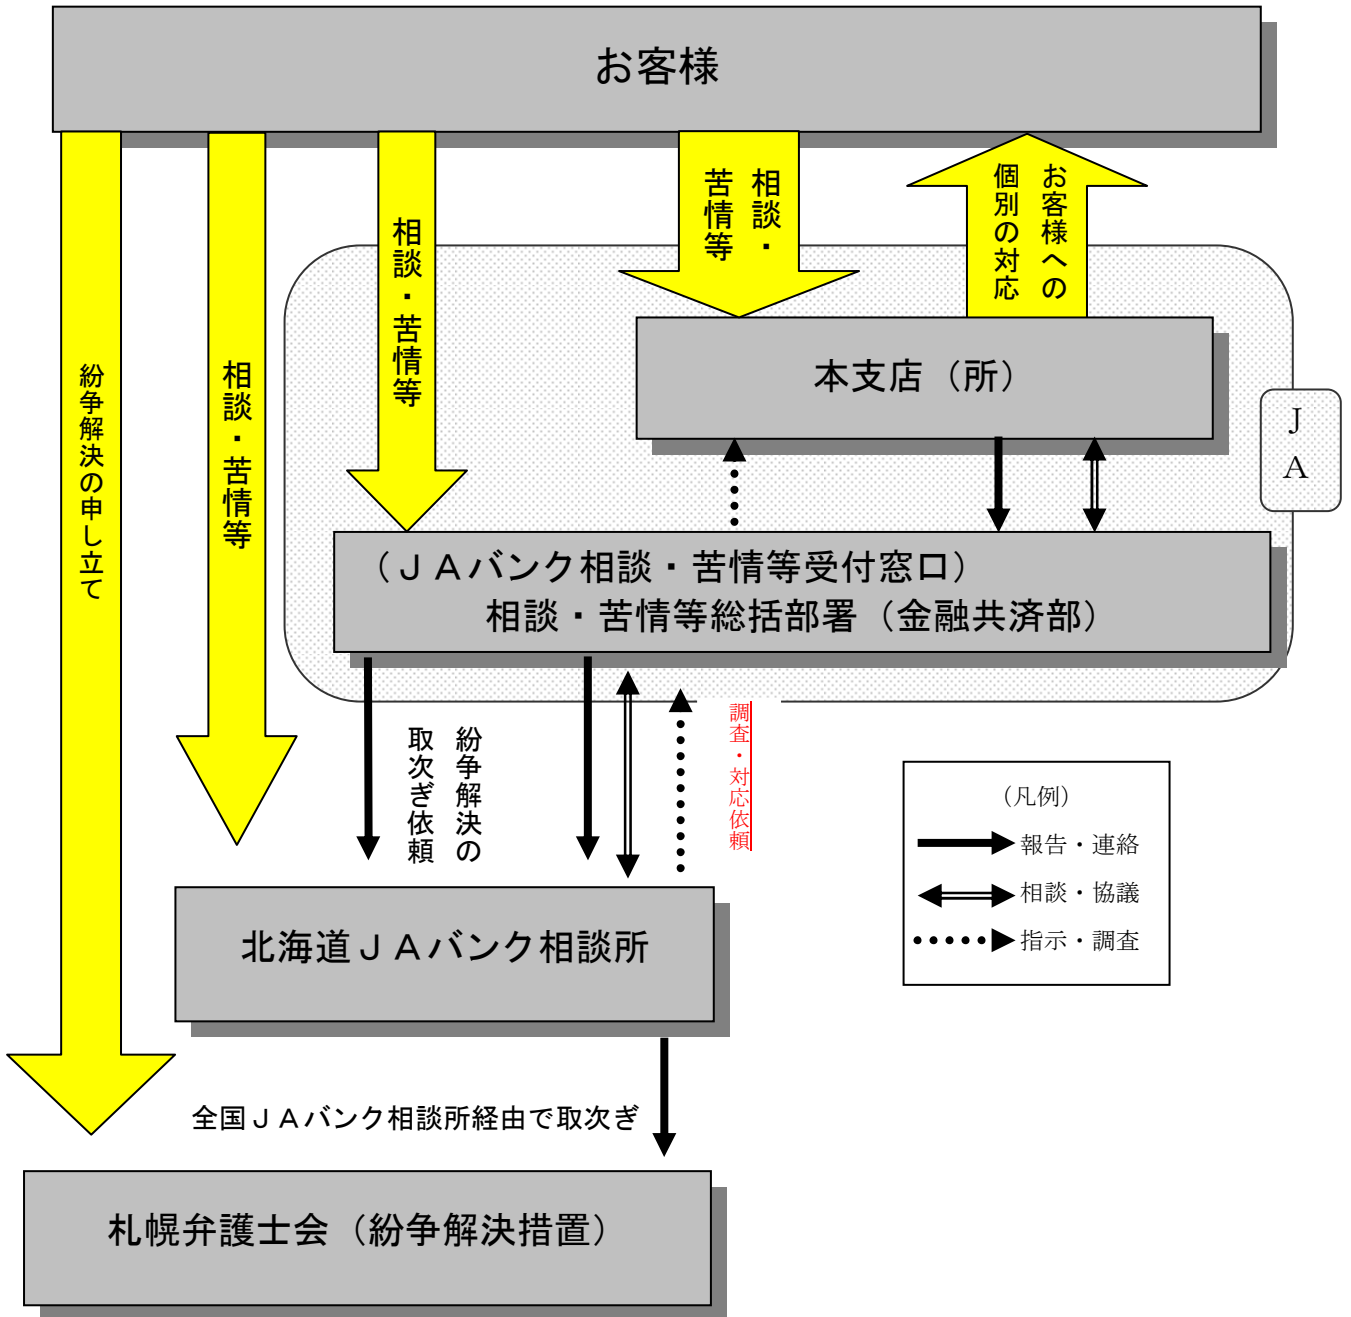 お客様
紛争解決の申し立て
相談・苦情等
相談・苦情等
相談・
苦情等
お客様への
個別の対応
本支店（所）
ＪＡ
（ＪＡバンク相談・苦情等受付窓口）
相談・苦情等総括部署（金融共済部）
紛争解決の
取次ぎ依頼
調査・対応依頼
（凡例）
報告・連絡
相談・協議
指示・調査
北海道ＪＡバンク相談所
全国ＪＡバンク相談所経由で取次ぎ
札幌弁護士会（紛争解決措置）